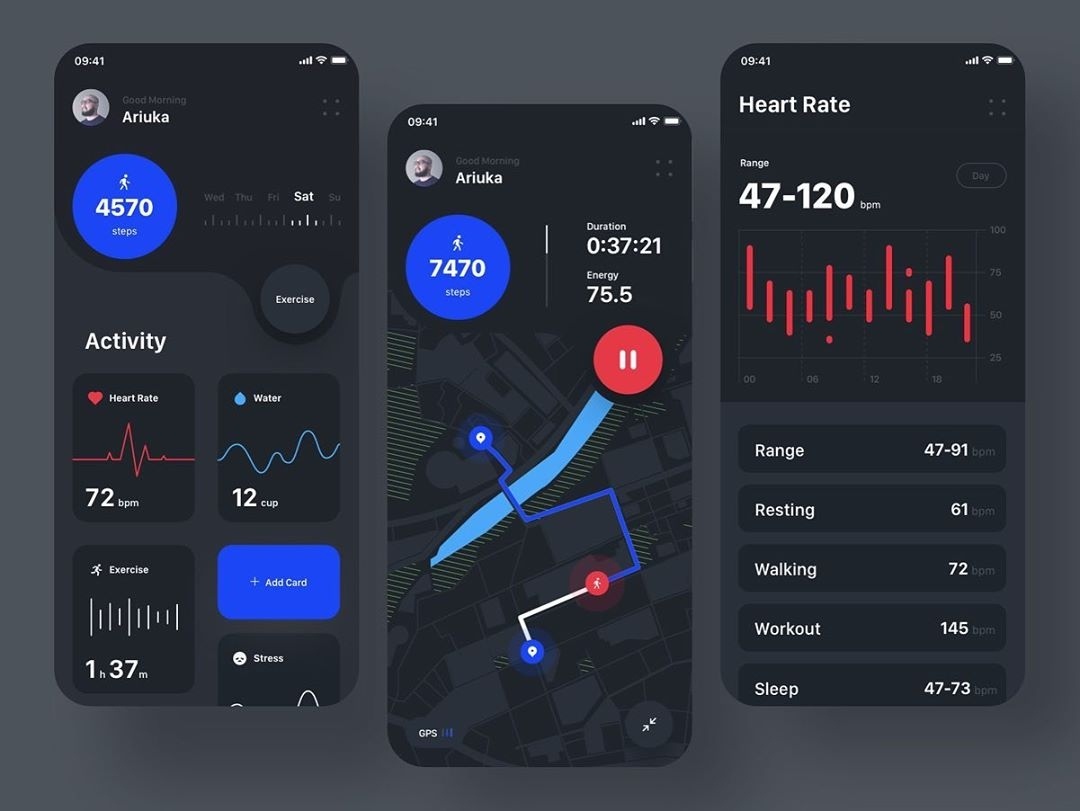 09:41
Good Morning
Ariuka
4570
steps
Wed Thu Fri Sat Su
Exercise
Activity
Heart Rate
72 bpm
Water
12 cup
Exercise
1 h 37 m
+ Add Card
Stress
09:41
Good Morning
Ariuka
7470
steps
Duration
0:37:21
Energy
75.5
GPS
09:41
Heart Rate
Range
47-120 bpm
Day
100
75
50
25
00 06 12 18
Range 47-91 bpm
Resting 61 bpm
Walking 72 bpm
Workout 145 bpm
Sleep 47-73 bpm